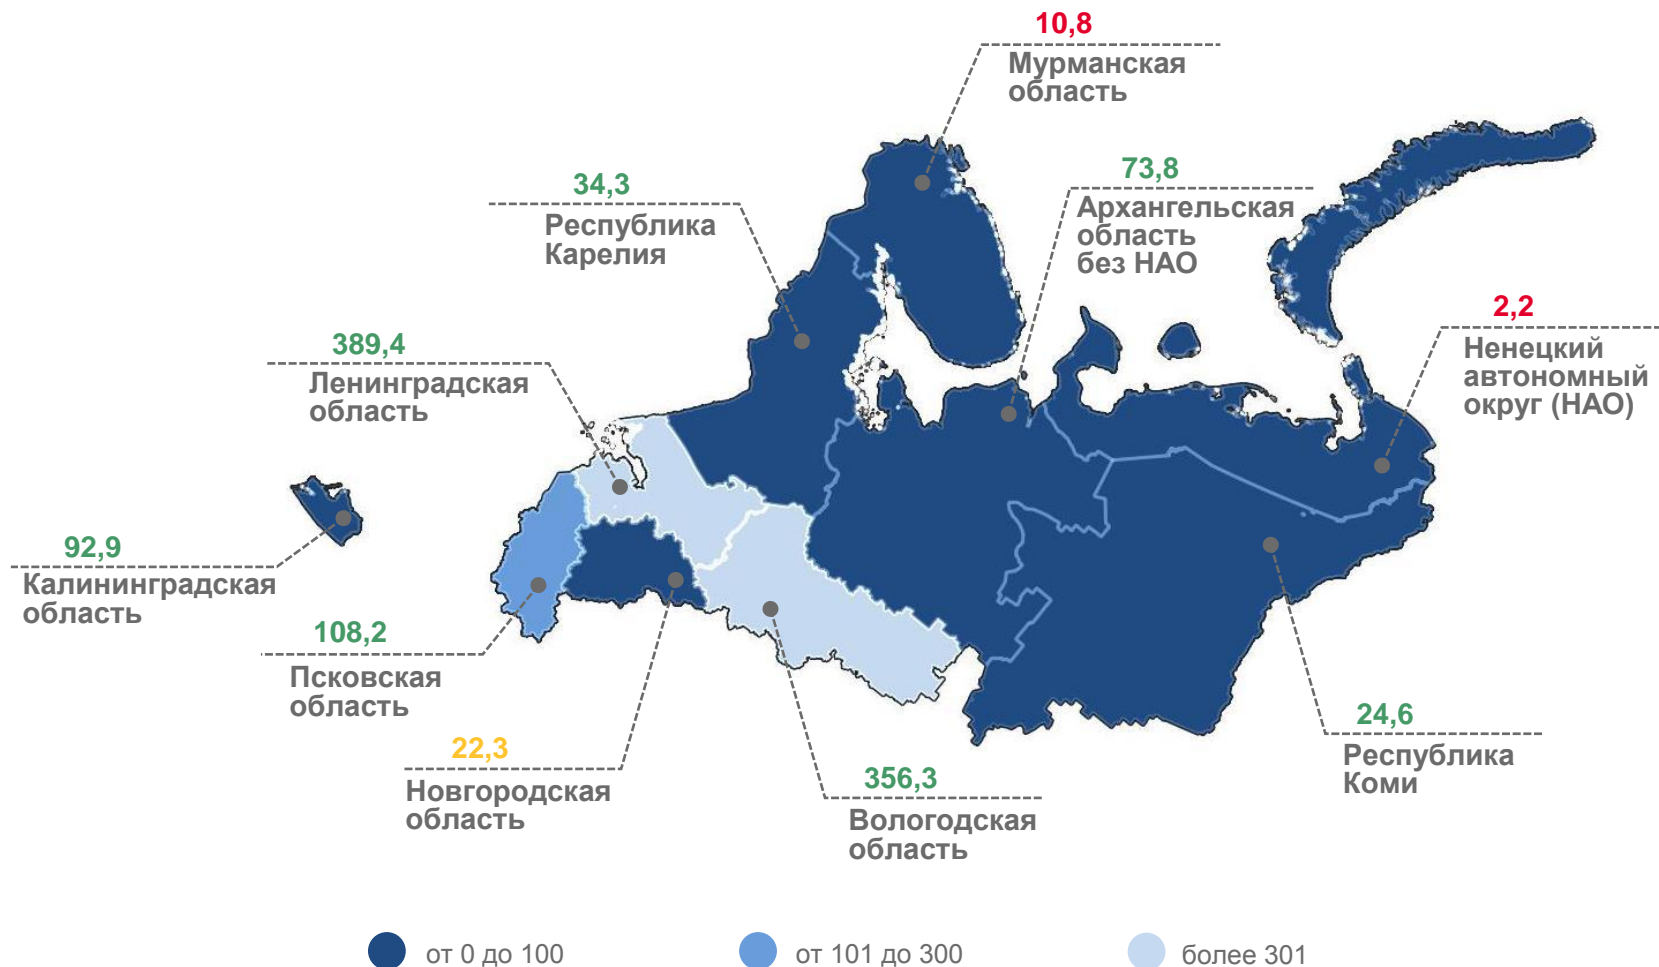 10,8
Мурманская
область
73,8
Архангельская
область
без НАО
34,3
Республика
Карелия
2,2
Ненецкий
автономный
округ (НАО)
389,4
Ленинградская
область
92,9
Калининградская
область
108,2
Псковская
область
22,3
Новгородская
область
356,3
Вологодская
область
24,6
Республика
Коми
от 0 до 100
от 101 до 300
более 301